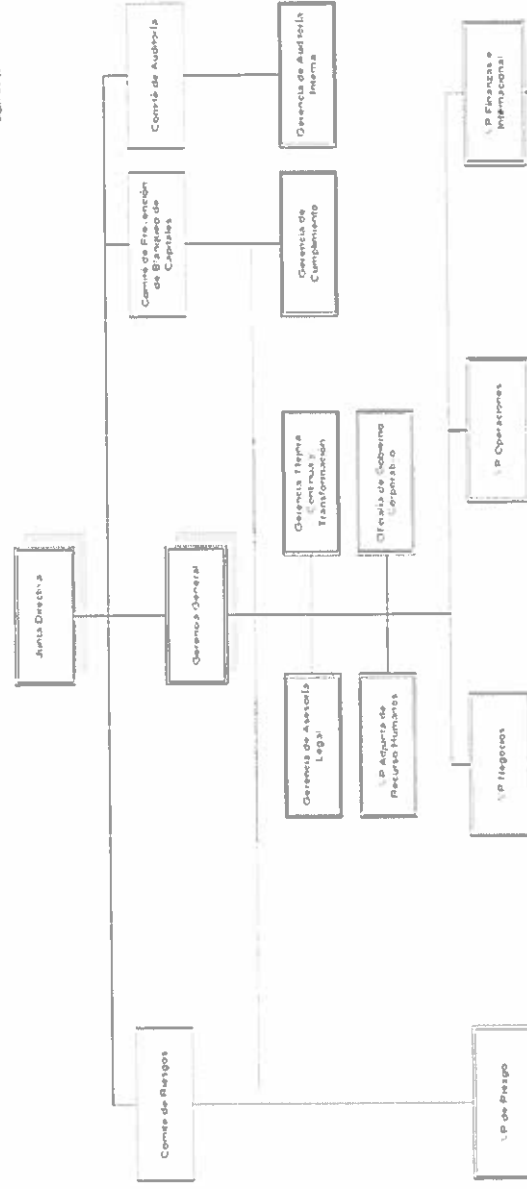 Junta Directiva
Comité de Riesgos
Gerencia General
Comité de Prevención
de Blanqueo de
Capitales
Comité de Auditoría
Gerencia de Asesoría
Legal
Gerencia Mejora
Continua y
Transformación
Gerencia de
Cumplimiento
Gerencia de Auditoría
Interna
VP Adjunta de
Recurso Humanos
Oficialía de Gobierno
Corporativo
VP de Riesgo
VP Negocios
VP Operaciones
VP Finanzas e
Internacional